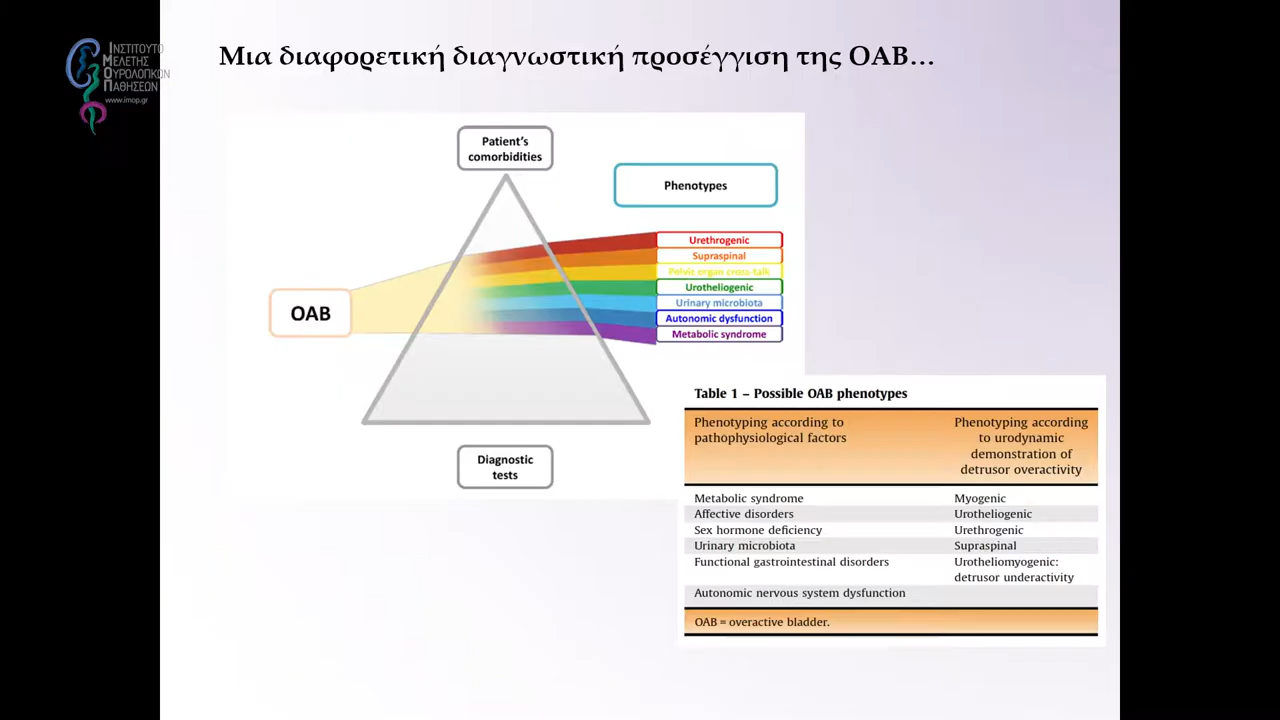 ΙΝΣΤΙΤΟΥΤΟ
ΜΕΛΕΤΗΣ
ΟΥΡΟΛΟΓΙΚΩΝ
ΠΑΘΗΣΕΩΝ
www.imop.gr
Μια διαφορετική διαγνωστική προσέγγιση της ΟΑΒ…
Patient's
comorbidities
Phenotypes
OAB
Urethrogenic
Supraspinal
Pelvic organ cross-talk
Urotheliogenic
Urinary microbiota
Autonomic dysfunction
Metabolic syndrome
Diagnostic
tests
Table 1 – Possible OAB phenotypes
Phenotyping according to
pathophysiological factors
Phenotyping according
to urodynamic
demonstration of
detrusor overactivity
Metabolic syndrome Myogenic
Affective disorders Urotheliogenic
Sex hormone deficiency Urethrogenic
Urinary microbiota Supraspinal
Functional gastrointestinal disorders Urotheliomyogenic:
detrusor underactivity
Autonomic nervous system dysfunction
OAB = overactive bladder.